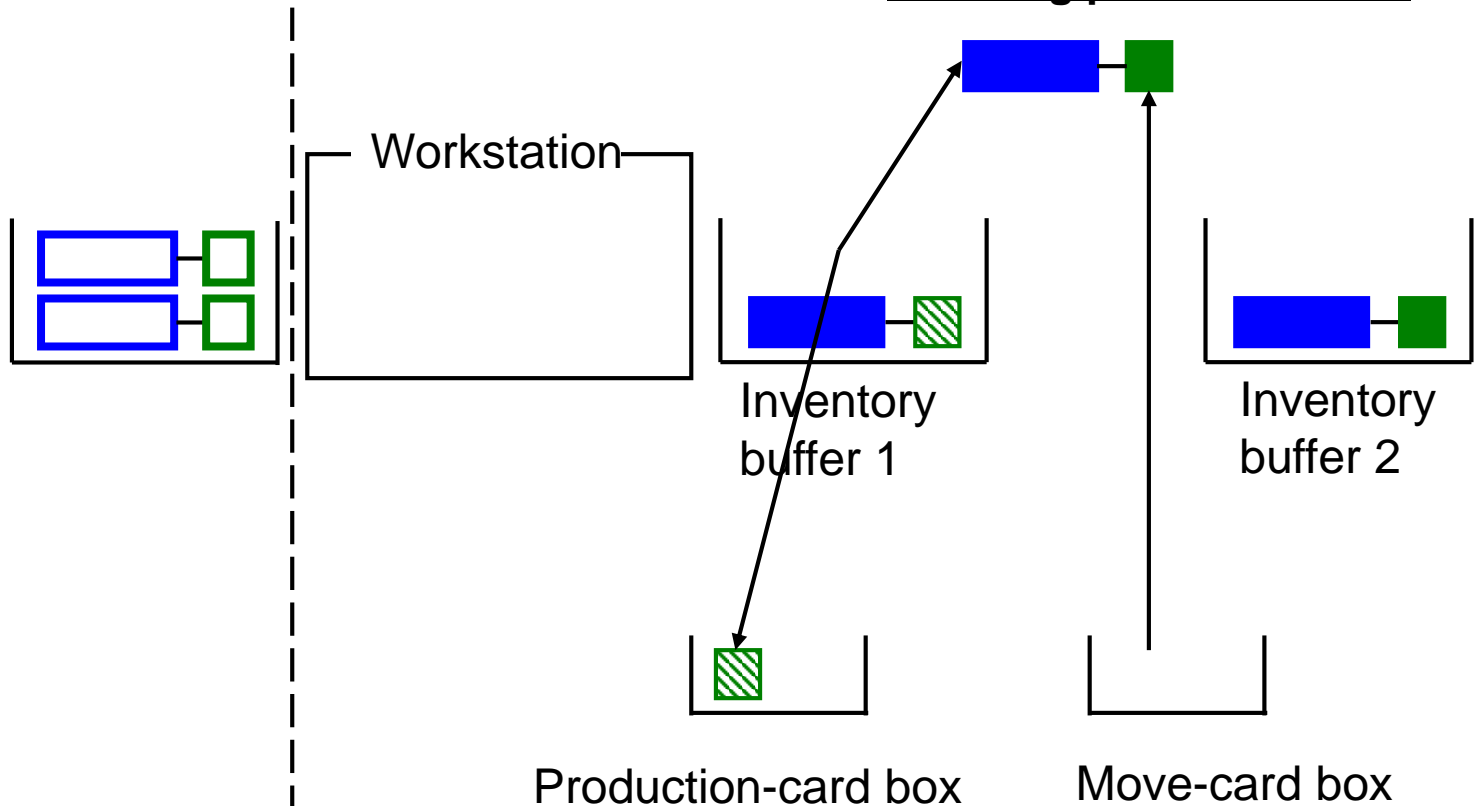 Workstation
Inventory
buffer 1
Inventory
buffer 2
Production-card box
Move-card box